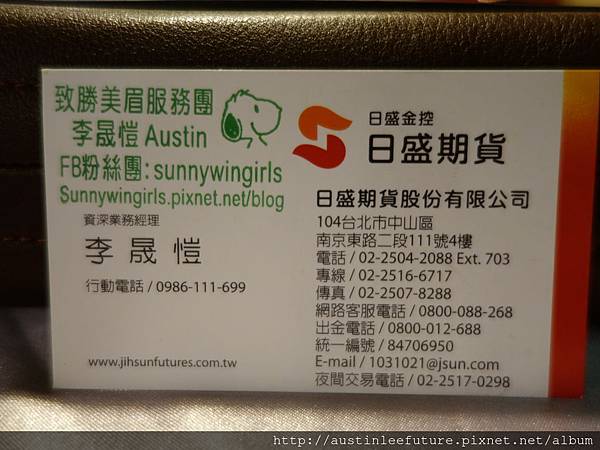 致勝美眉服務團
李晟愷 Austin
FB粉絲團:sunnywingirls
Sunnywingirls.pixnet.net/blog
資深業務經理
李晟愷
行動電話 / 0986-111-699
www.jihsunfutures.com.tw
日盛金控
日盛期貨
日盛期貨股份有限公司
104台北市中山區
南京東路二段111號4樓
電話 / 02-2504-2088 Ext. 703
專線 / 02-2516-6717
傳真 / 02-2507-8288
網路客服電話 / 0800-088-268
出金電話 / 0800-012-688
統一編號 / 84706950
E-mail / 1031021@jsun.com
夜間交易電話 / 02-2517-0298
http://austinleefuture.pixnet.net/album